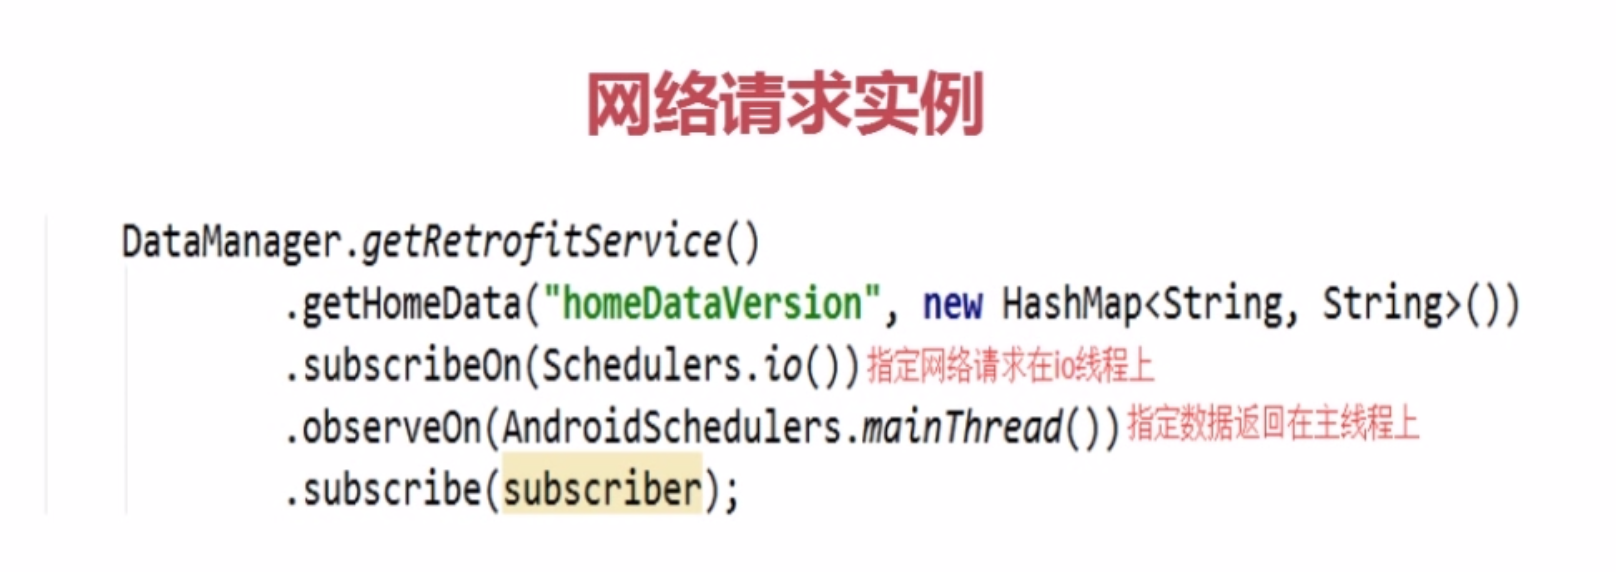 网络请求实例
DataManager.getRetrofitService()
.getHomeData("homeDataVersion", new HashMap<String, String>())
.subscribeOn(Schedulers.io()) 指定网络请求在io线程上
.observeOn(AndroidSchedulers.mainThread()) 指定数据返回在主线程上
.subscribe(subscriber);